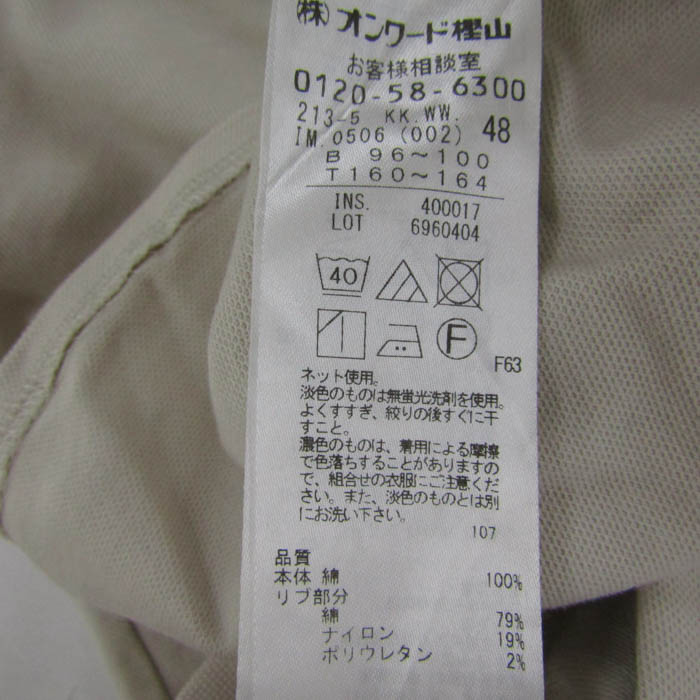 (株)オンワード樫山
お客様相談室
0120-58-6300
213-5 KK.WW.
IM.0506 (002) 48
B 96～100
T 160～164
INS. 400017
LOT 6960404
40
F
F63
ネット使用。
淡色のものは無蛍光洗剤を使用。
よくすすぎ、絞りの後すぐに干
すこと。
濃色のものは、着用による摩擦
で色落ちすることがありますの
で、組合せの衣服にご注意くだ
さい。また、淡色のものとは別
にお洗い下さい。
107
品質
本体 綿 100%
リブ部分
綿 79%
ナイロン 19%
ポリウレタン 2%